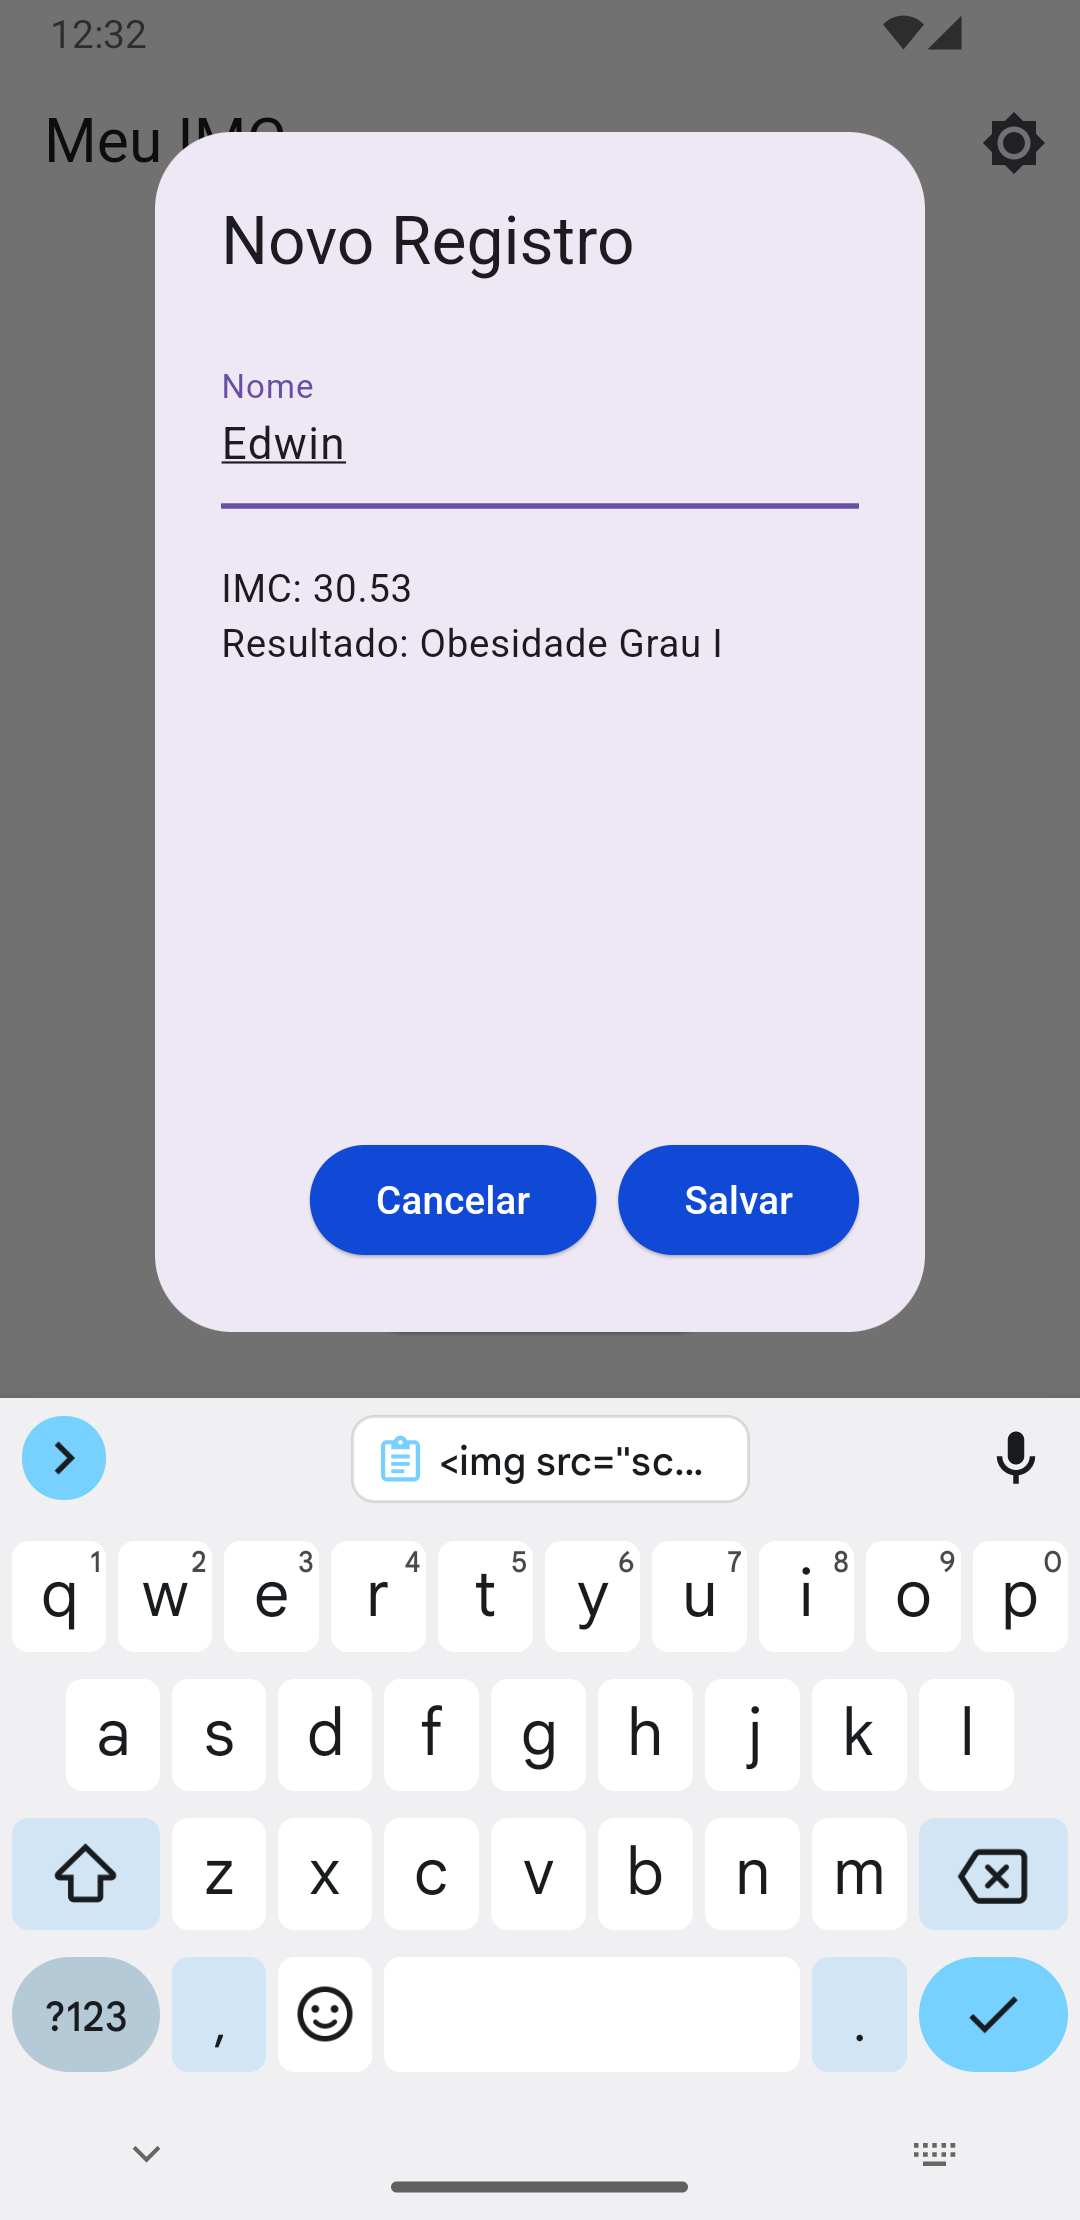 12:32
Meu IMC
Novo Registro
Nome
Edwin
IMC: 30.53
Resultado: Obesidade Grau I
Cancelar
Salvar
<img src="sc...
q 1 w 2 e 3 r 4 t 5 y 6 u 7 i 8 o 9 p 0
a s d f g h j k l
z x c v b n m
?123 , .